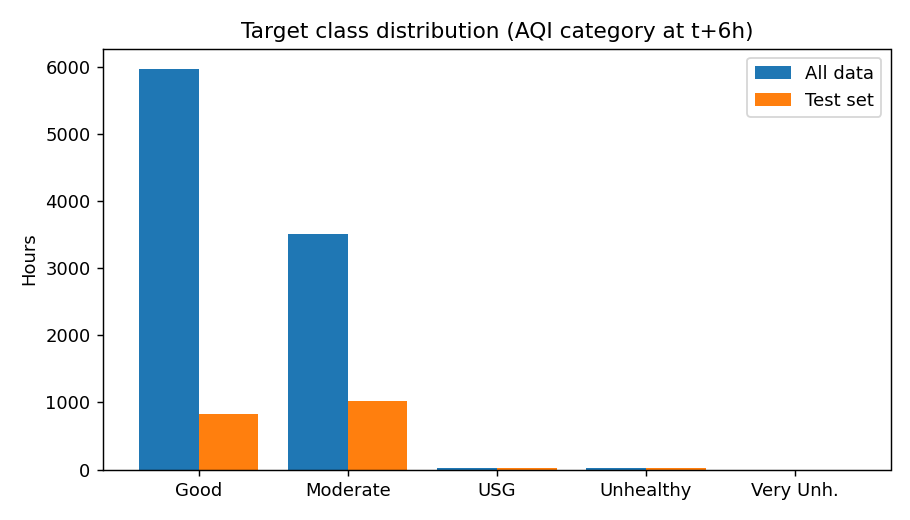 Target class distribution (AQI category at t+6h)
All data
Test set
6000
5000
4000
3000
2000
1000
0
Hours
Good
Moderate
USG
Unhealthy
Very Unh.